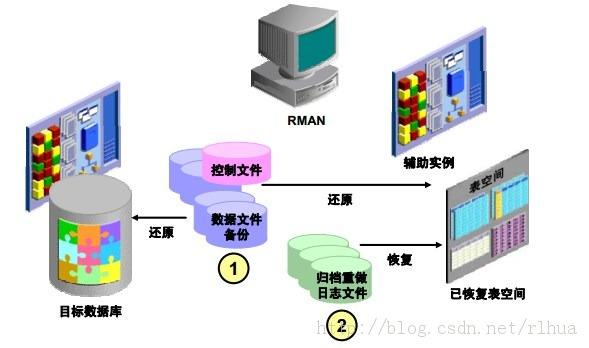 RMAN
辅助实例
控制文件
还原
表空间
还原
数据文件
备份
恢复
1
归档重做
日志文件
2
目标数据库
已恢复表空间
http://blog.csdn.net/rlhua